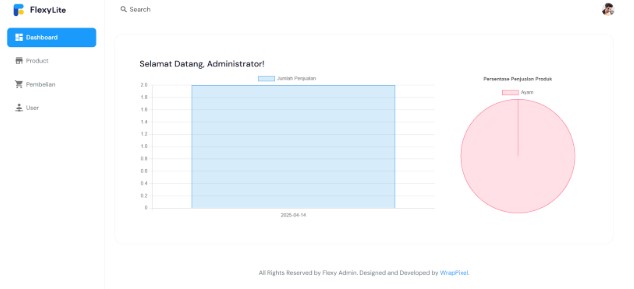 FlexyLite
Search
Dashboard
Product
Pembelian
User
Selamat Datang, Administrator!
Jumlah Penjualan
2.0
1.8
1.6
1.4
1.2
1.0
0.8
0.6
0.4
0.2
0
2025-04-14
Persentase Penjualan Produk
Ayam
All Rights Reserved by Flexy Admin. Designed and Developed by WrapPixel.